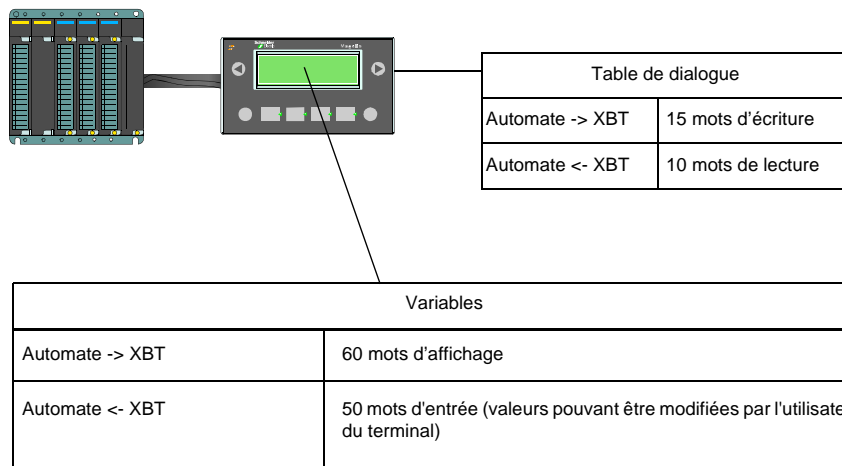 Schneider
Table de dialogue
Automate -> XBT 15 mots d'écriture
Automate <- XBT 10 mots de lecture
Variables
Automate -> XBT 60 mots d'affichage
Automate <- XBT 50 mots d'entrée (valeurs pouvant être modifiées par l'utilisate
du terminal)